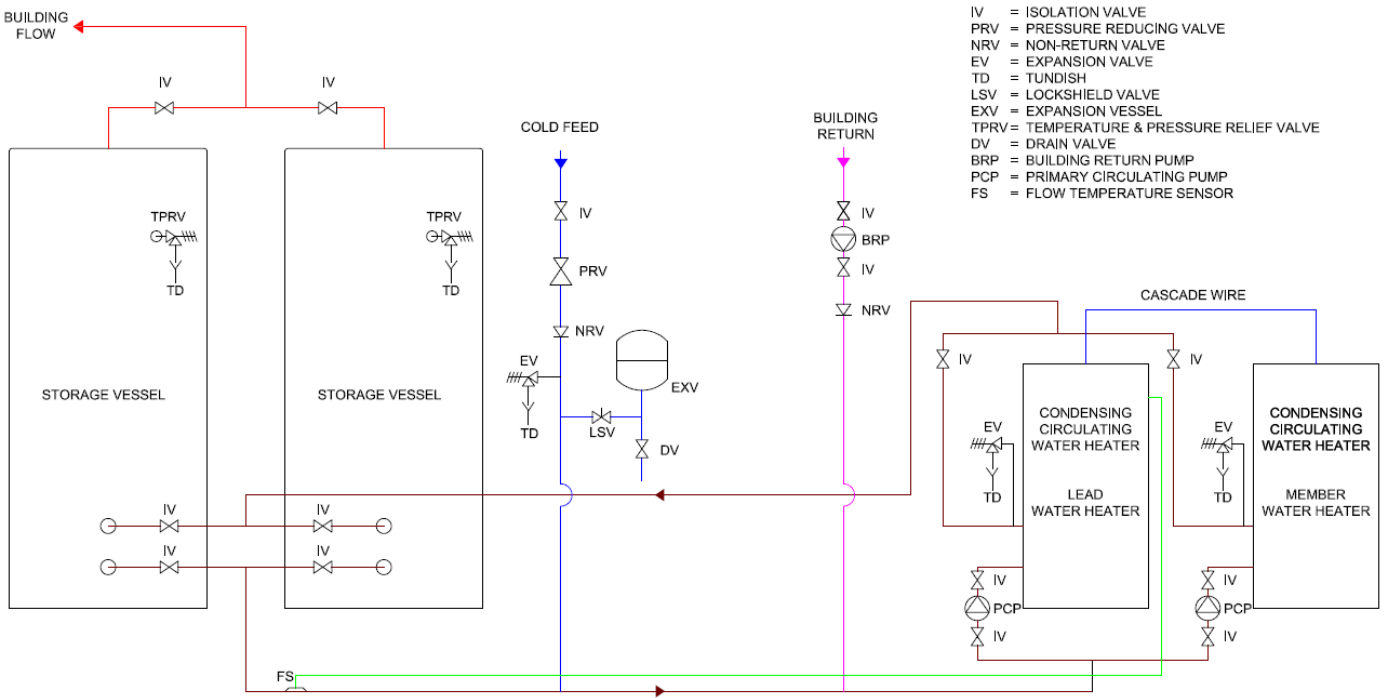 BUILDING
FLOW
IV
IV
COLD FEED
BUILDING
RETURN
IV = ISOLATION VALVE
PRV = PRESSURE REDUCING VALVE
NRV = NON-RETURN VALVE
EV = EXPANSION VALVE
TD = TUNDISH
LSV = LOCKSHIELD VALVE
EXV = EXPANSION VESSEL
TPRV = TEMPERATURE & PRESSURE RELIEF VALVE
DV = DRAIN VALVE
BRP = BUILDING RETURN PUMP
PCP = PRIMARY CIRCULATING PUMP
FS = FLOW TEMPERATURE SENSOR
TPRV
TD
TPRV
TD
IV
PRV
NRV
EV
TD
LSV
EXV
DV
IV
BRP
IV
NRV
CASCADE WIRE
IV
IV
STORAGE VESSEL
STORAGE VESSEL
EV
TD
CONDENSING
CIRCULATING
WATER HEATER
LEAD
WATER HEATER
EV
TD
CONDENSING
CIRCULATING
WATER HEATER
MEMBER
WATER HEATER
IV
IV
IV
IV
IV
PCP
IV
IV
PCP
IV
FS